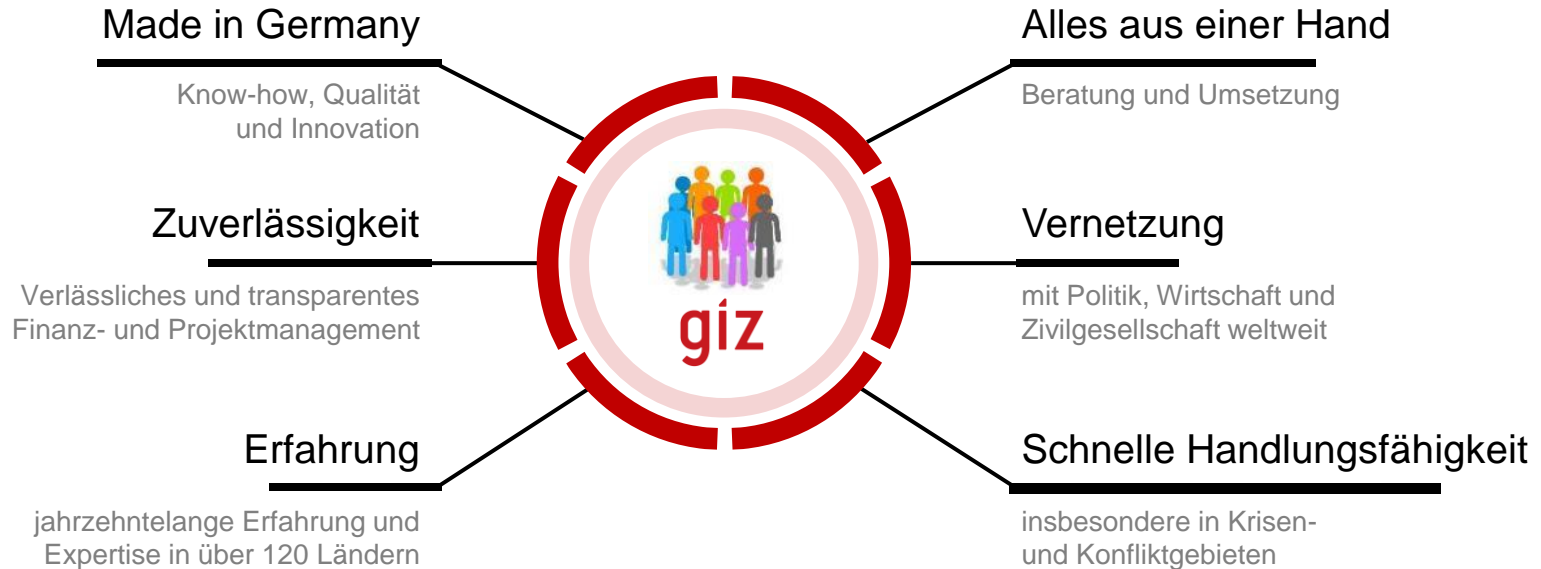 Made in Germany
Know-how, Qualität
und Innovation
Zuverlässigkeit
Verlässliches und transparentes
Finanz- und Projektmanagement
Erfahrung
jahrzehntelange Erfahrung und
Expertise in über 120 Ländern
giz
Alles aus einer Hand
Beratung und Umsetzung
Vernetzung
mit Politik, Wirtschaft und
Zivilgesellschaft weltweit
Schnelle Handlungsfähigkeit
insbesondere in Krisen-
und Konfliktgebieten